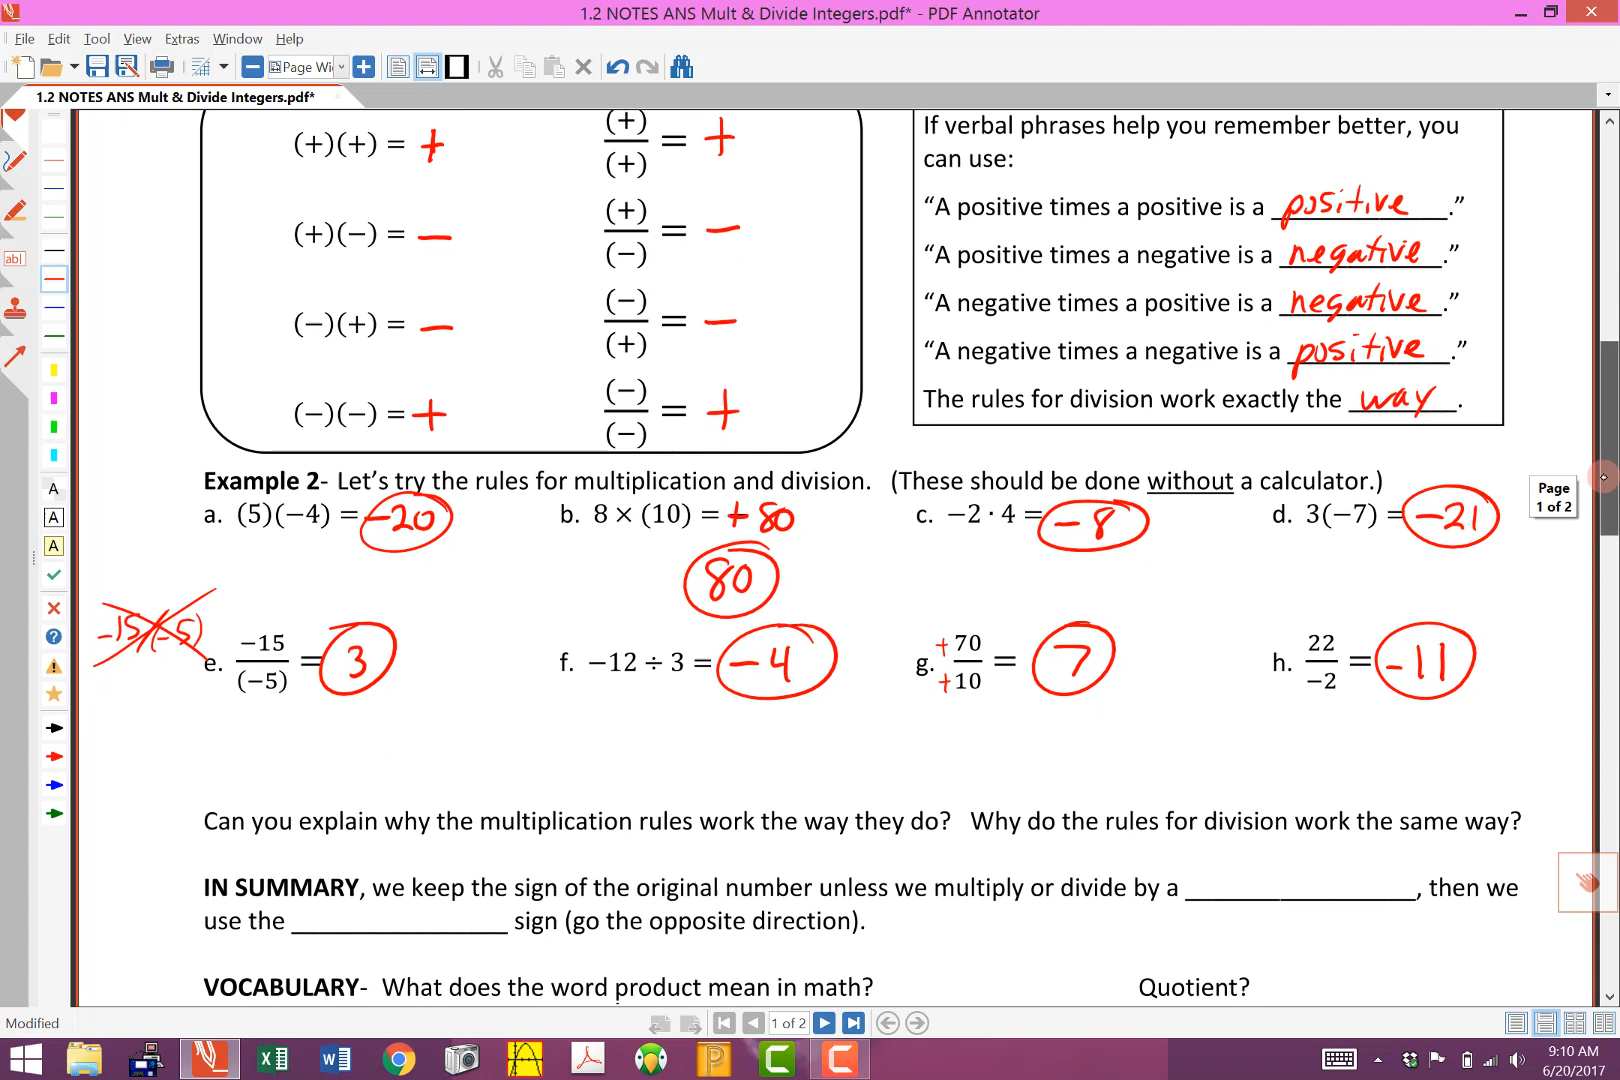 1.2 NOTES ANS Mult & Divide Integers.pdf* - PDF Annotator
File Edit Tool View Extras Window Help
Page Wi
1.2 NOTES ANS Mult & Divide Integers.pdf*
(+)(+) = +
(+)/(+) = +
(+)(−) = −
(+)/(−) = −
(−)(+) = −
(−)/(+) = −
(−)(−) = +
(−)/(−) = +
If verbal phrases help you remember better, you
can use:
“A positive times a positive is a positive.”
“A positive times a negative is a negative.”
“A negative times a positive is a negative.”
“A negative times a negative is a positive.”
The rules for division work exactly the way.
Example 2- Let’s try the rules for multiplication and division. (These should be done without a calculator.)
a. (5)(−4) = −20 b. 8 × (10) = +80 c. −2 · 4 = −8 d. 3(−7) = −21
80
-15(-5)
e. −15/(−5) = 3 f. −12 ÷ 3 = −4 g. +70/+10 = 7 h. 22/−2 = −11
Can you explain why the multiplication rules work the way they do? Why do the rules for division work the same way?
IN SUMMARY, we keep the sign of the original number unless we multiply or divide by a ________________, then we
use the ________________ sign (go the opposite direction).
VOCABULARY- What does the word product mean in math? Quotient?
abl
A
A
A
Page
1 of 2
Modified
1 of 2
9:10 AM
6/20/2017